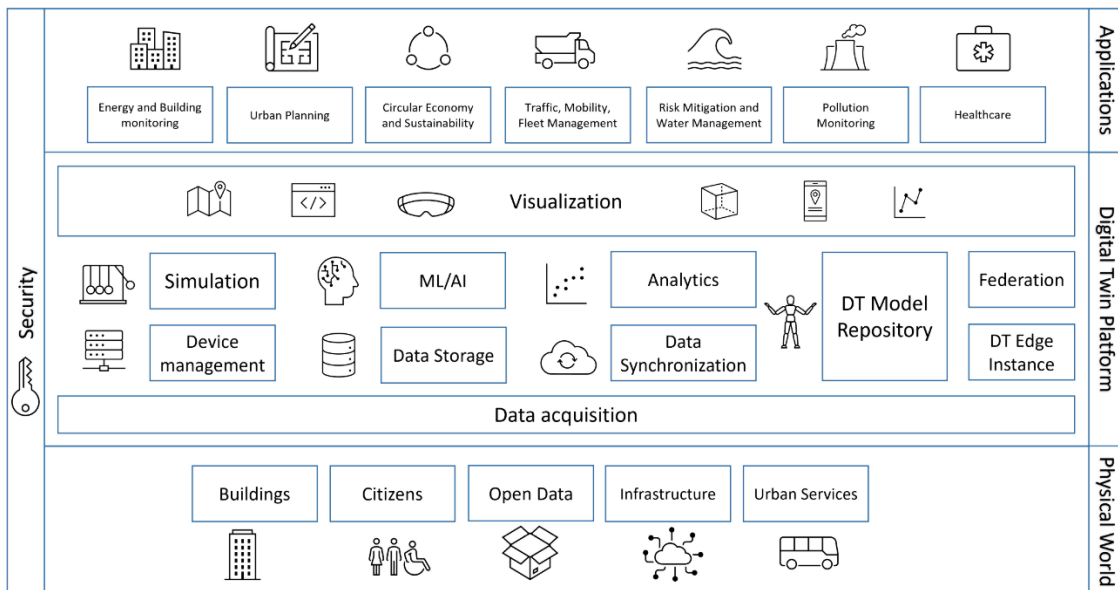 Applications
Energy and Building
monitoring
Urban Planning
Circular Economy
and Sustainability
Traffic, Mobility,
Fleet Management
Risk Mitigation and
Water Management
Pollution
Monitoring
Healthcare
Security
Digital Twin Platform
</>
Visualization
Simulation
ML/AI
Analytics
DT Model
Repository
Federation
Device
management
Data Storage
Data
Synchronization
DT Edge
Instance
Data acquisition
Physical World
Buildings
Citizens
Open Data
Infrastructure
Urban Services